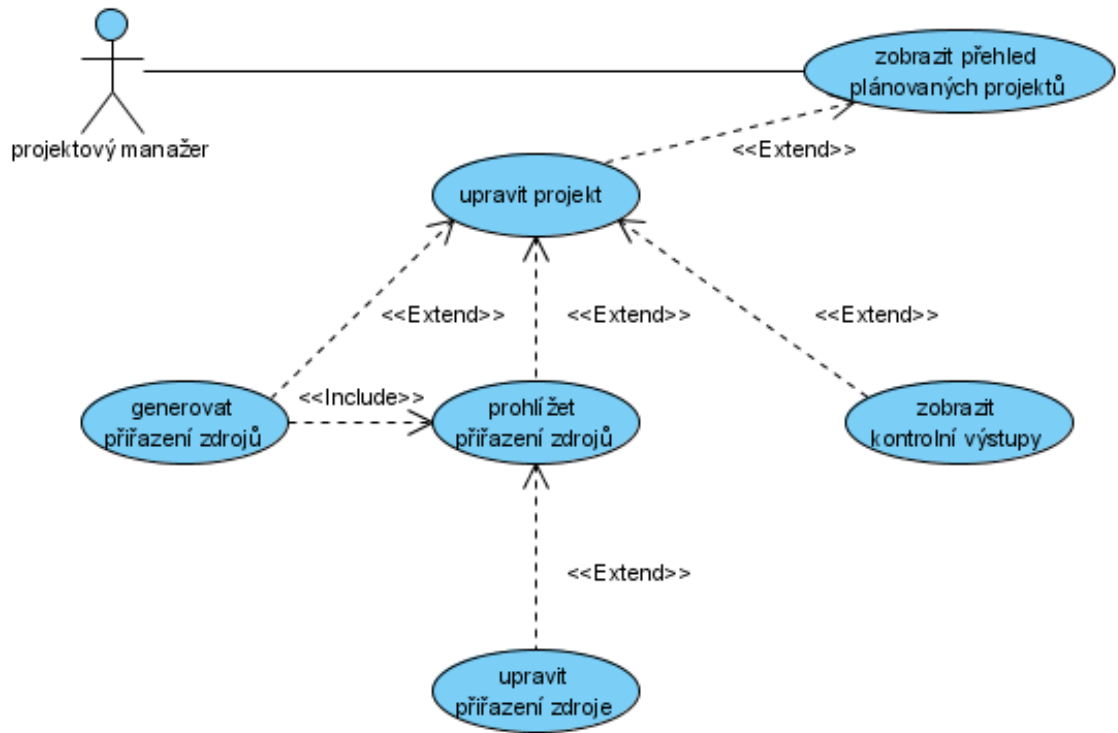 zobrazit přehled
plánovaných projektů
projektový manažer
<<Extend>>
upravit projekt
<<Extend>>
<<Extend>>
<<Extend>>
generovat
přiřazení zdrojů
<<Include>>
prohlížet
přiřazení zdrojů
zobrazit
kontrolní výstupy
<<Extend>>
upravit
přiřazení zdroje